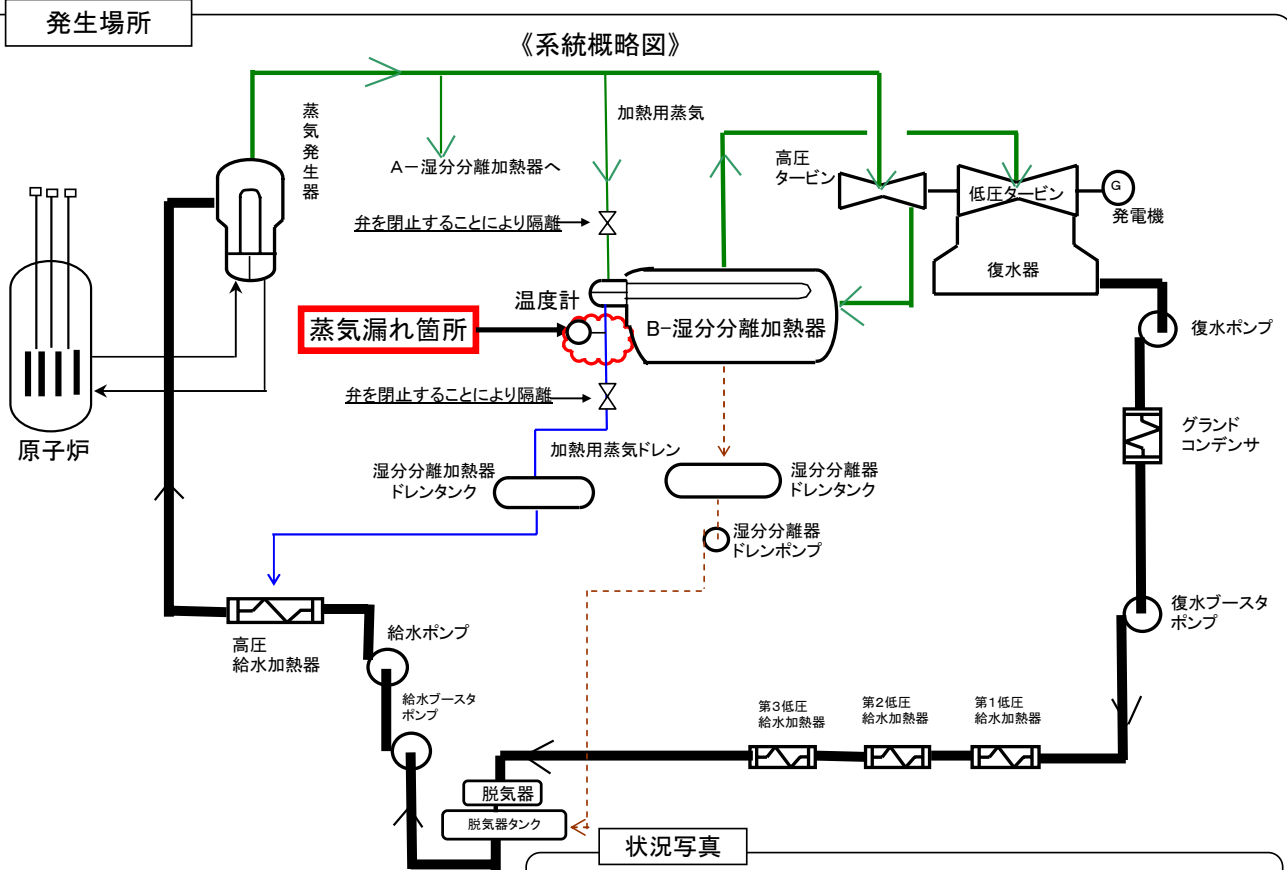 発生場所
《系統概略図》
蒸気発生器
加熱用蒸気
A－湿分分離加熱器へ
高圧
タービン
低圧タービン
G
発電機
弁を閉止することにより隔離
復水器
温度計
蒸気漏れ箇所
B-湿分分離加熱器
復水ポンプ
弁を閉止することにより隔離
原子炉
加熱用蒸気ドレン
グランド
コンデンサ
湿分分離加熱器
ドレンタンク
湿分分離器
ドレンタンク
湿分分離器
ドレンポンプ
復水ブースタ
ポンプ
高圧
給水加熱器
給水ポンプ
給水ブースタ
ポンプ
第３低圧
給水加熱器
第２低圧
給水加熱器
第１低圧
給水加熱器
脱気器
脱気器タンク
状況写真